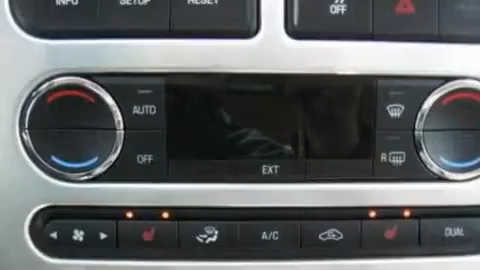 INFO SETUP RESET OFF
AUTO
OFF R
EXT
A/C DUAL